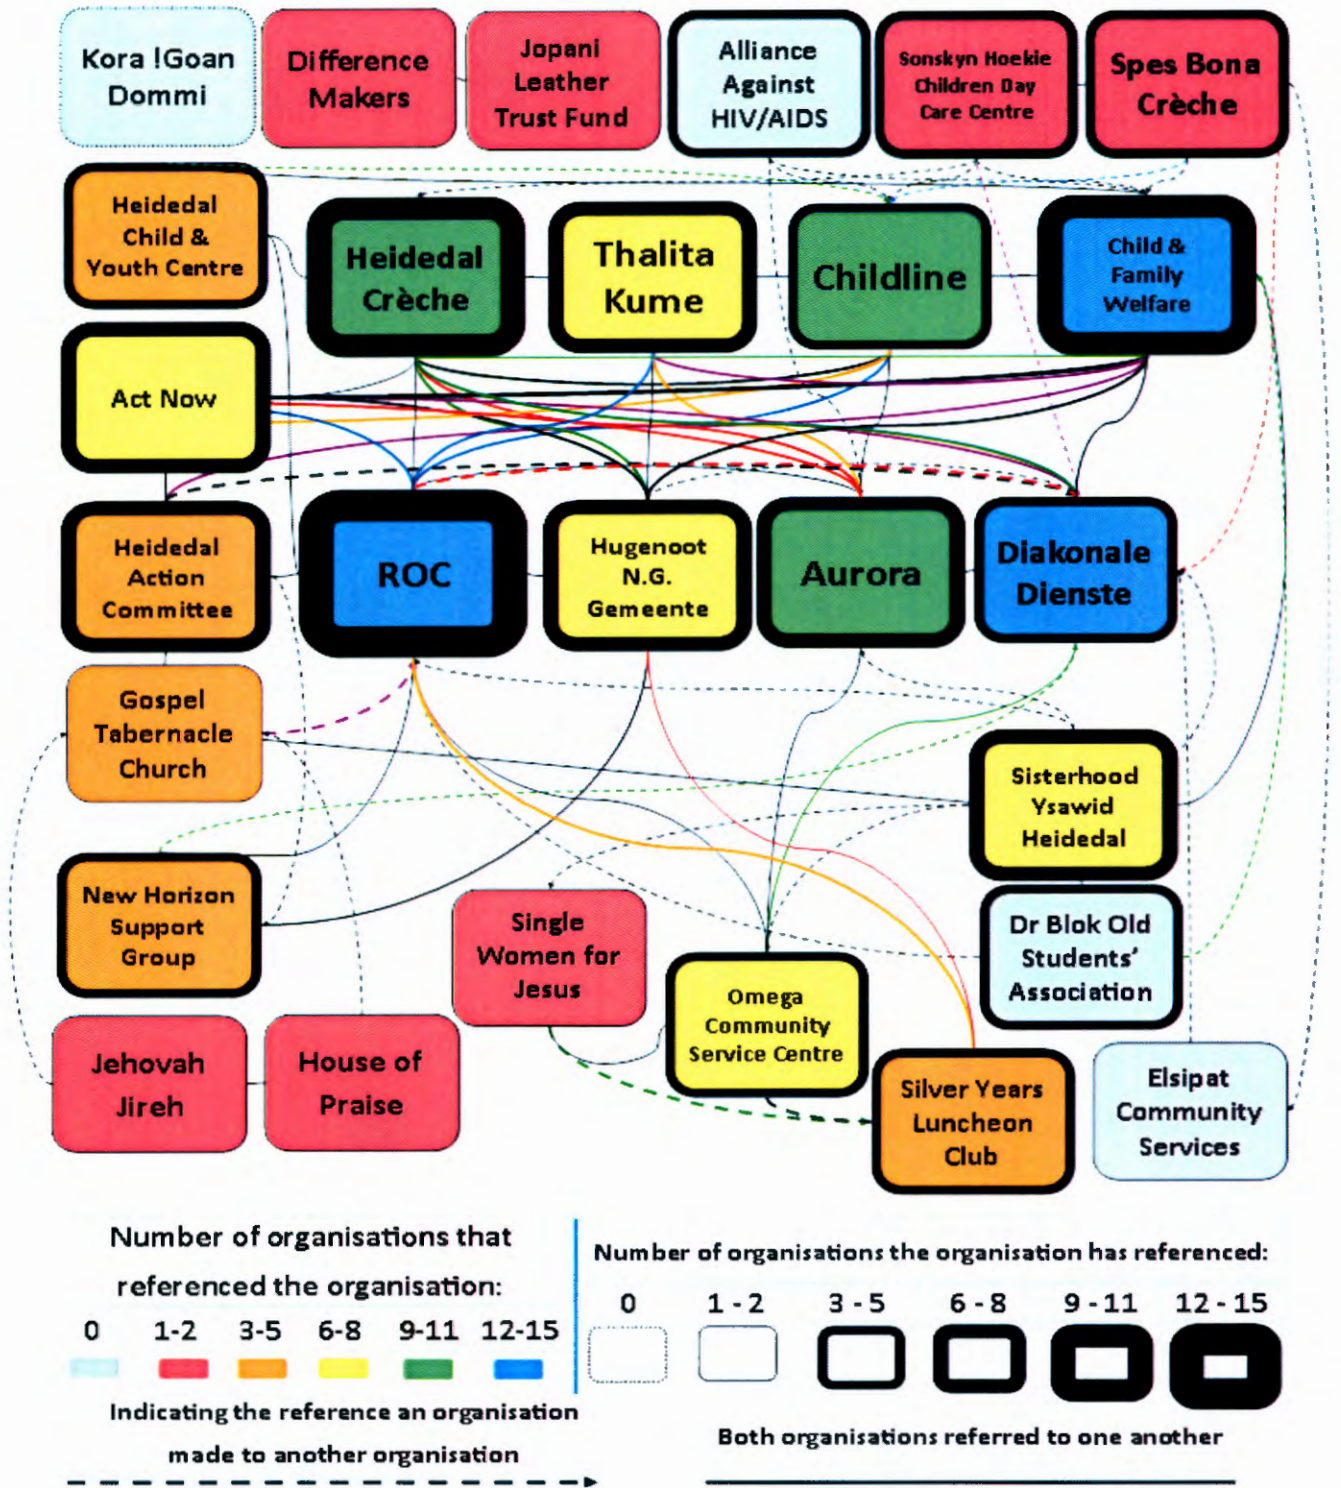 Kora !Goan
Dommi
Difference
Makers
Jopani
Leather
Trust Fund
Alliance
Against
HIV/AIDS
Sonskyn Hoekie
Children Day
Care Centre
Spes Bona
Crèche
Heidedal
Child &
Youth Centre
Heidedal
Crèche
Thalita
Kume
Childline
Child &
Family
Welfare
Act Now
Heidedal
Action
Committee
ROC
Hugenoot
N.G.
Gemeente
Aurora
Diakonale
Dienste
Gospel
Tabernacle
Church
Sisterhood
Ysawid
Heidedal
New Horizon
Support
Group
Single
Women for
Jesus
Omega
Community
Service Centre
Dr Blok Old
Students'
Association
Jehovah
Jireh
House of
Praise
Silver Years
Luncheon
Club
Elsipat
Community
Services
Number of organisations that
referenced the organisation:
0 1-2 3-5 6-8 9-11 12-15
Indicating the reference an organisation
made to another organisation
Number of organisations the organisation has referenced:
0 1 - 2 3 - 5 6 - 8 9 - 11 12 - 15
Both organisations referred to one another